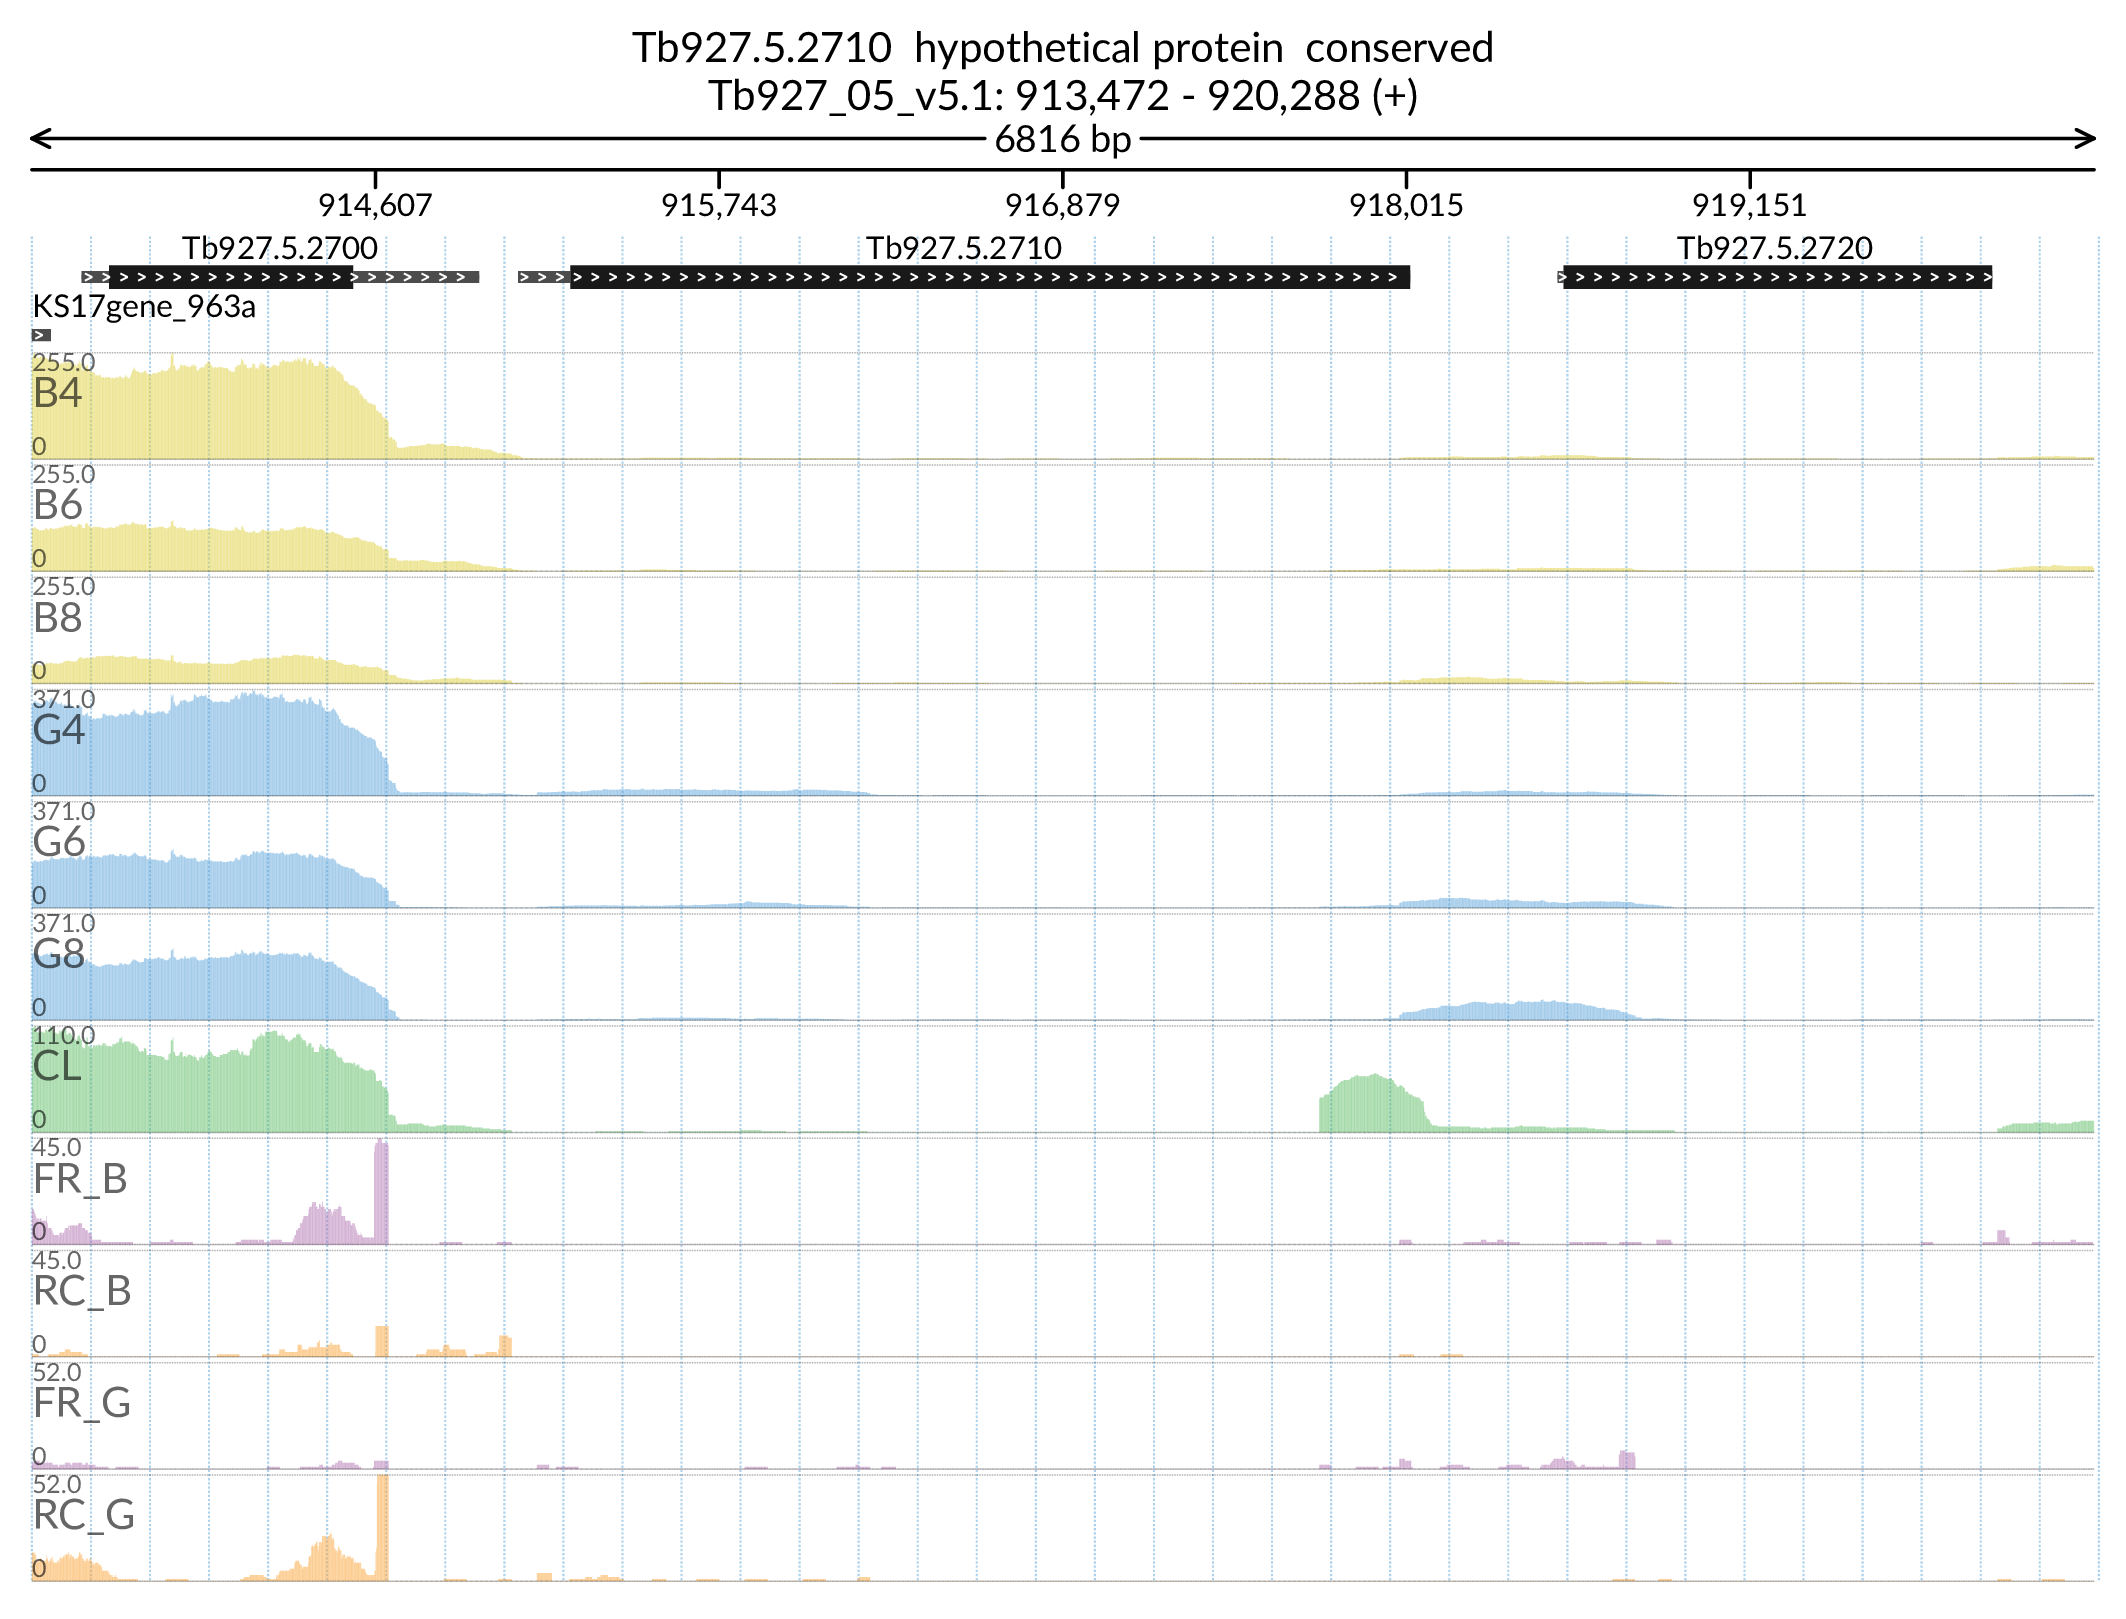 Tb927.5.2710  hypothetical protein  conserved
Tb927_05_v5.1: 913,472 - 920,288 (+)
6816 bp
914,607 915,743 916,879 918,015 919,151
Tb927.5.2700 Tb927.5.2710 Tb927.5.2720
KS17gene_963a
255.0
B4
0
255.0
B6
0
255.0
B8
0
371.0
G4
0
371.0
G6
0
371.0
G8
0
110.0
CL
0
45.0
FR_B
0
45.0
RC_B
0
52.0
FR_G
0
52.0
RC_G
0